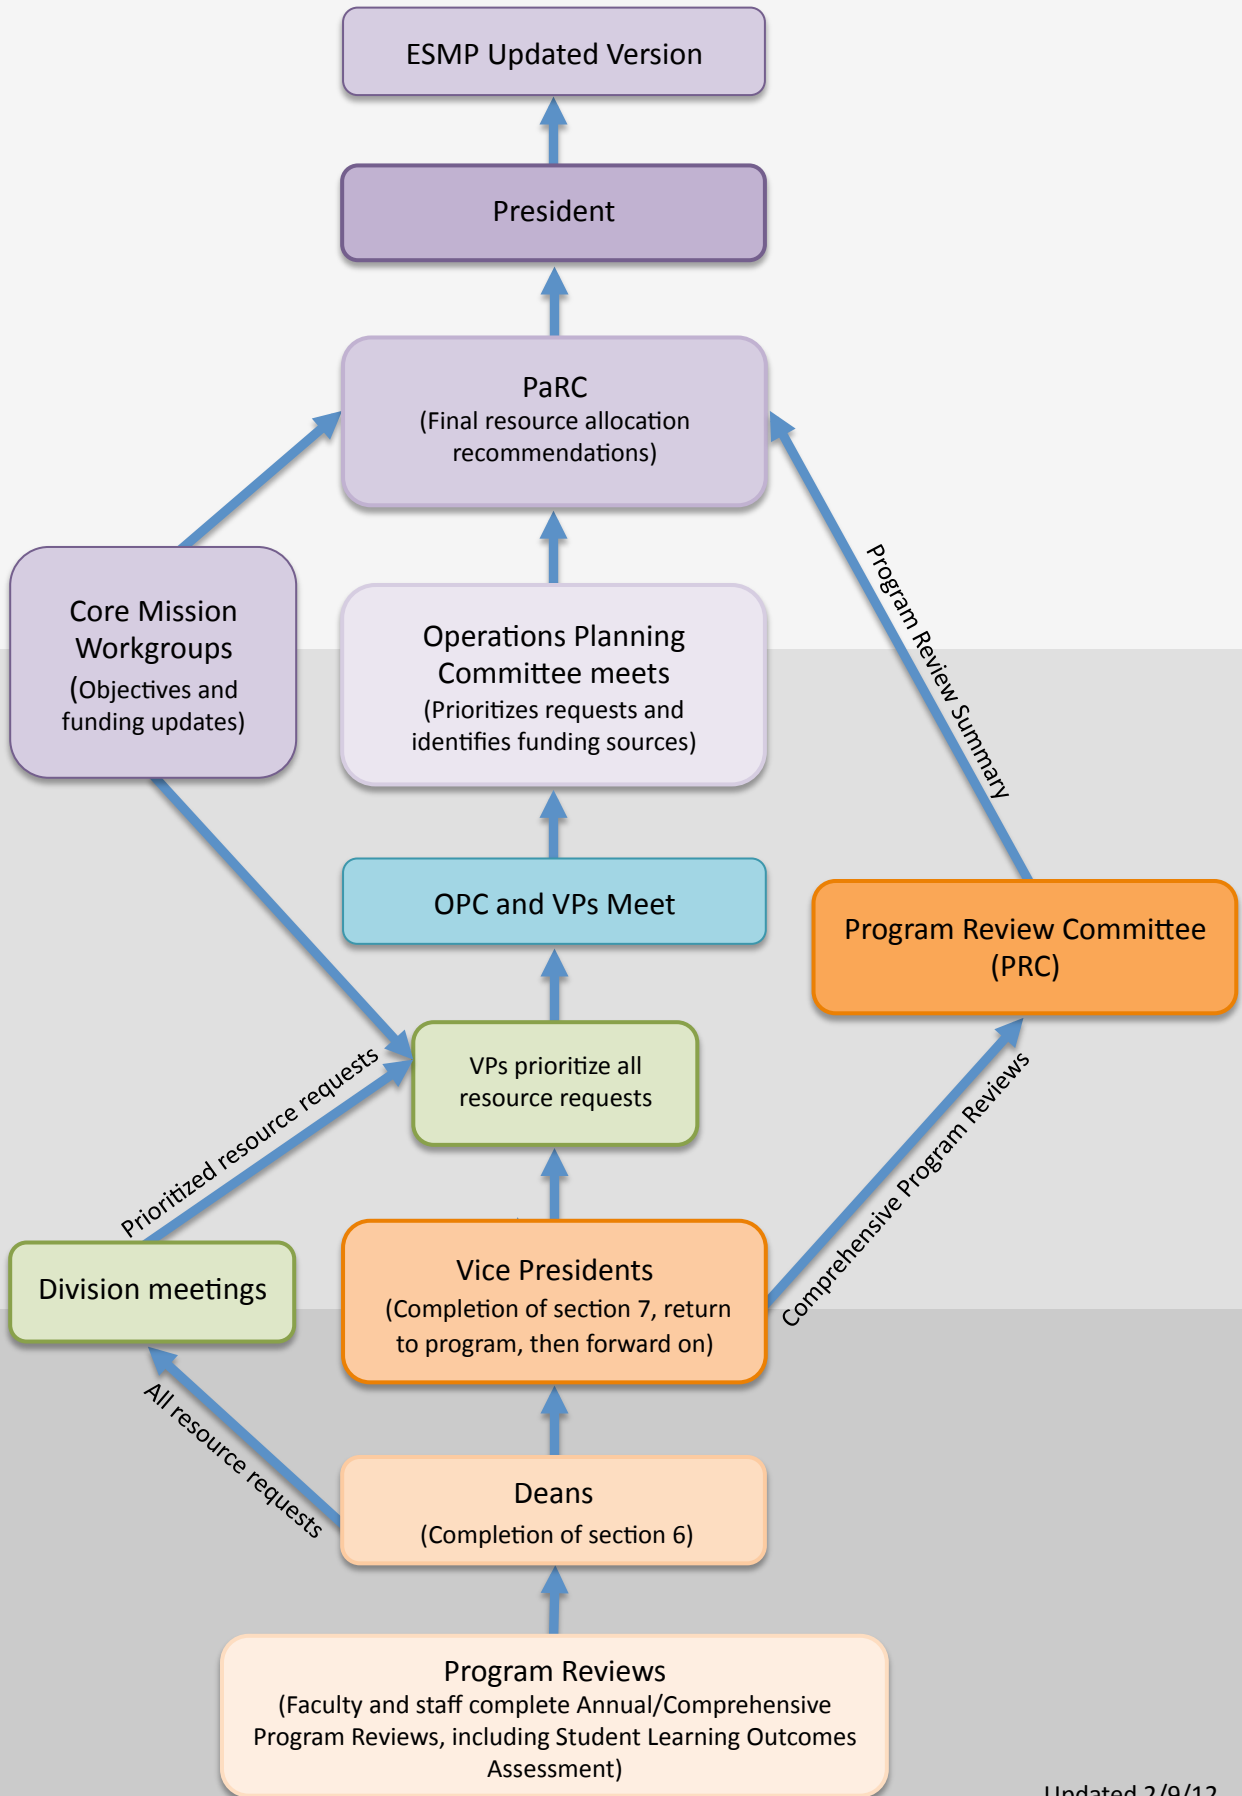 ESMP Updated Version
President
PaRC
(Final resource allocation
recommendations)
Core Mission
Workgroups
(Objectives and
funding updates)
Operations Planning
Committee meets
(Prioritizes requests and
identifies funding sources)
Program Review Summary
OPC and VPs Meet
Program Review Committee
(PRC)
VPs prioritize all
resource requests
Prioritized resource requests
Comprehensive Program Reviews
Division meetings
Vice Presidents
(Completion of section 7, return
to program, then forward on)
All resource requests
Deans
(Completion of section 6)
Program Reviews
(Faculty and staff complete Annual/Comprehensive
Program Reviews, including Student Learning Outcomes
Assessment)
Updated 2/9/12